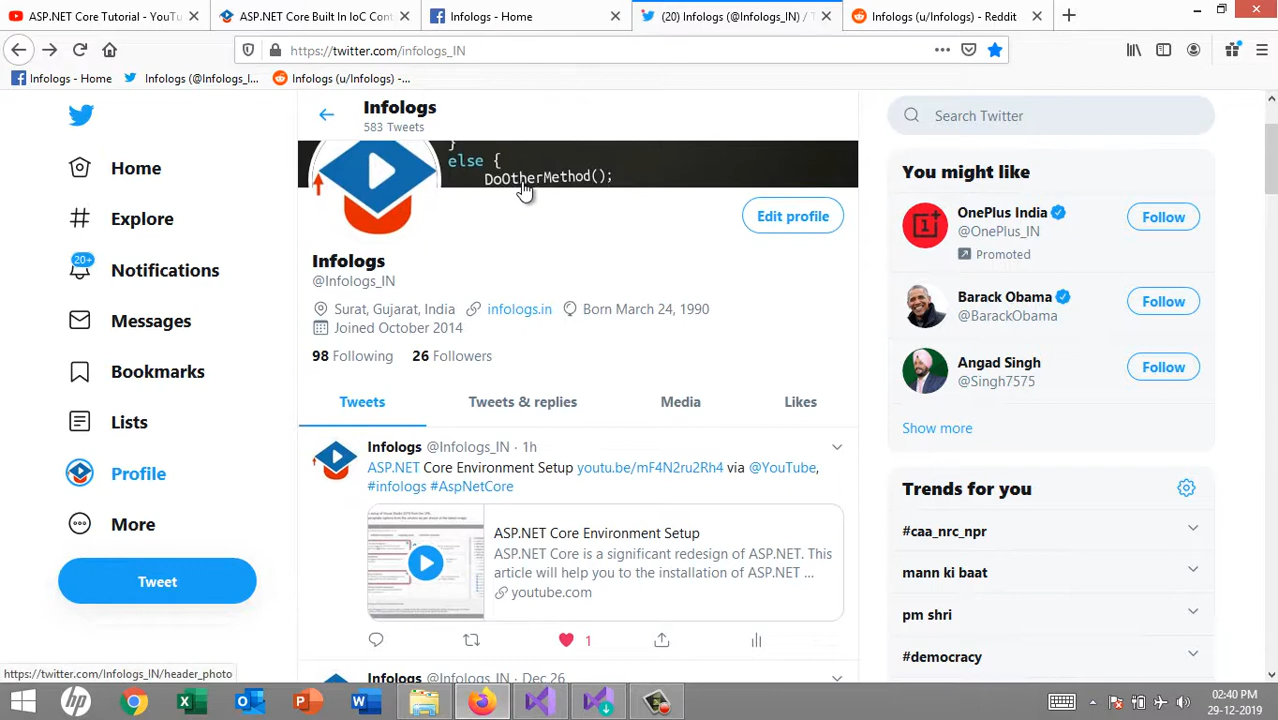 ASP.NET Core Tutorial - YouTu
ASP.NET Core Built In IoC Cont
Infologs - Home
(20) Infologs (@Infologs_IN) / T
Infologs (u/Infologs) - Reddit
https://twitter.com/infologs_IN
Infologs - Home
Infologs (@Infologs_I...
Infologs (u/Infologs) -...
Home
Explore
20+
Notifications
Messages
Bookmarks
Lists
Profile
More
Tweet
https://twitter.com/Infologs_IN/header_photo
Infologs
583 Tweets
}
else {
DoOtherMethod();
Edit profile
Infologs
@Infologs_IN
Surat, Gujarat, India infologs.in Born March 24, 1990
Joined October 2014
98 Following 26 Followers
Tweets Tweets & replies Media Likes
Infologs @Infologs_IN · 1h
ASP.NET Core Environment Setup youtu.be/mF4N2ru2Rh4 via @YouTube,
#infologs #AspNetCore
ASP.NET Core Environment Setup
ASP.NET Core is a significant redesign of ASP.NET. This
article will help you to the installation of ASP.NET ...
youtube.com
1
Infologs @Infologs_IN · Dec 26
Search Twitter
You might like
OnePlus India
@OnePlus_IN
Promoted
Follow
Barack Obama
@BarackObama
Follow
Angad Singh
@Singh7575
Follow
Show more
Trends for you
#caa_nrc_npr
mann ki baat
pm shri
#democracy
02:40 PM
29-12-2019